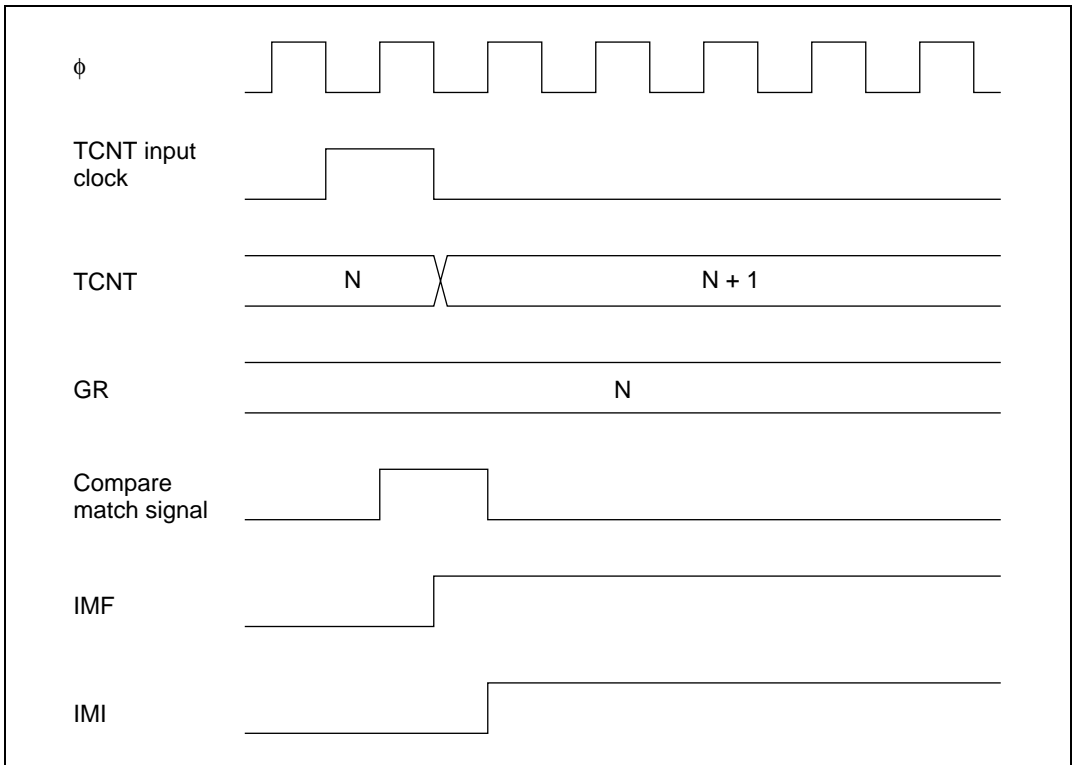 ϕ
TCNT input
clock
TCNT
N
N + 1
GR
N
Compare
match signal
IMF
IMI